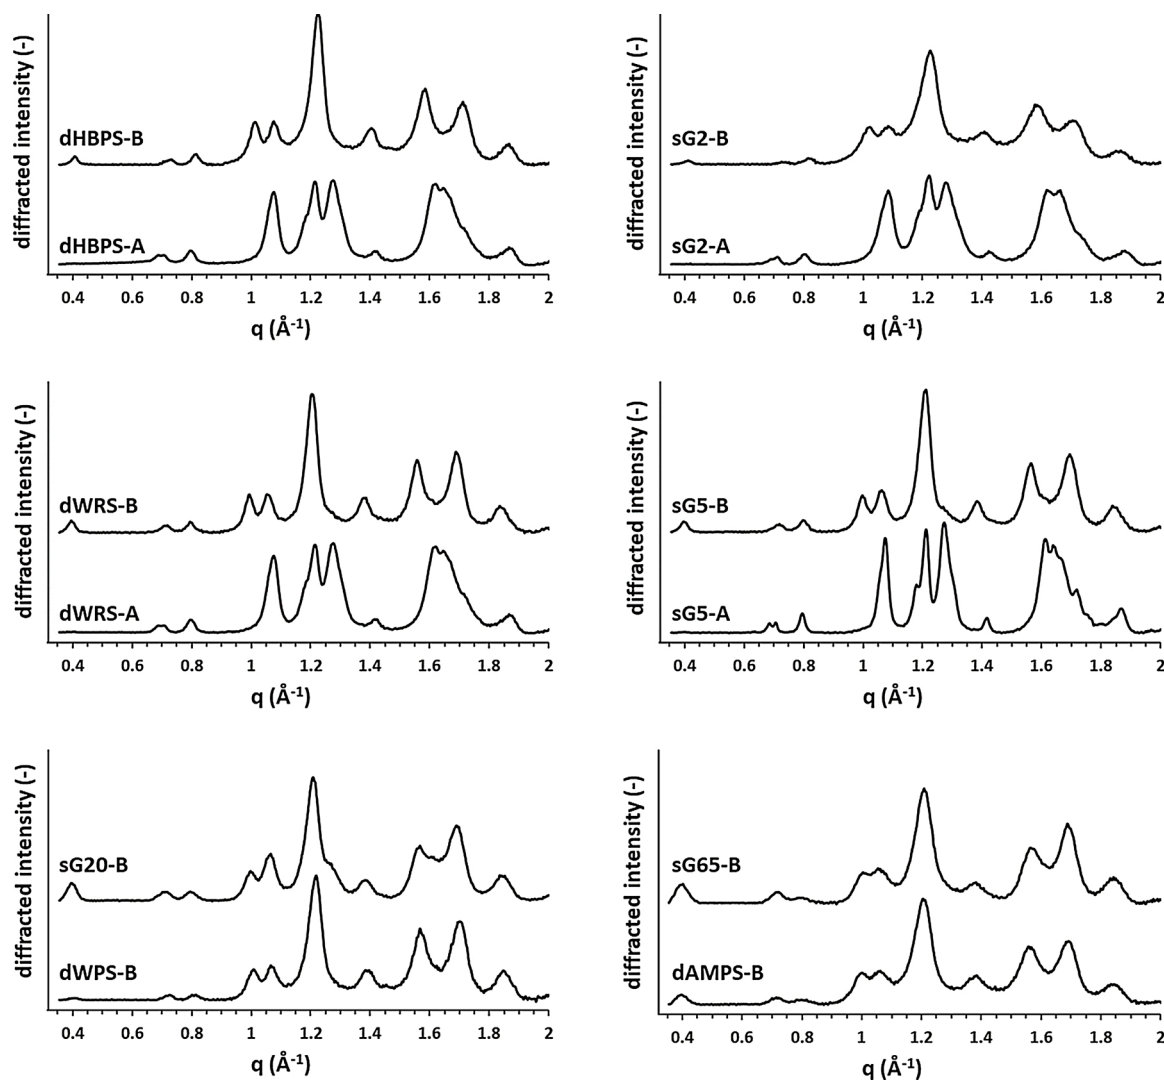 diffracted intensity (-)
dHBPS-B
dHBPS-A
0.4 0.6 0.8 1 1.2 1.4 1.6 1.8 2
q (Å-1)
diffracted intensity (-)
sG2-B
sG2-A
0.4 0.6 0.8 1 1.2 1.4 1.6 1.8 2
q (Å-1)
diffracted intensity (-)
dWRS-B
dWRS-A
0.4 0.6 0.8 1 1.2 1.4 1.6 1.8 2
q (Å-1)
diffracted intensity (-)
sG5-B
sG5-A
0.4 0.6 0.8 1 1.2 1.4 1.6 1.8 2
q (Å-1)
diffracted intensity (-)
sG20-B
dWPS-B
0.4 0.6 0.8 1 1.2 1.4 1.6 1.8 2
q (Å-1)
diffracted intensity (-)
sG65-B
dAMPS-B
0.4 0.6 0.8 1 1.2 1.4 1.6 1.8 2
q (Å-1)